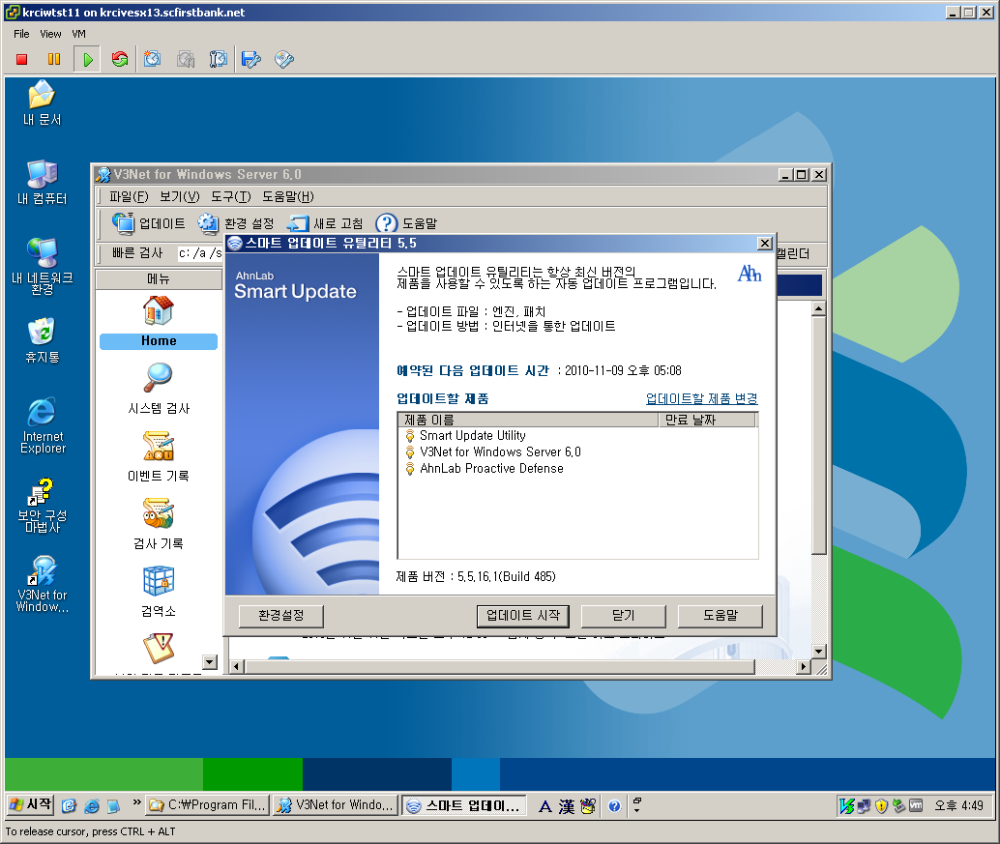 krciwtst11 on krcivesx13.scfirstbank.net
File View VM
내 문서
내 컴퓨터
내 네트워크
환경
휴지통
Internet
Explorer
보안 구성
마법사
V3Net for
Window...
V3Net for Windows Server 6.0
파일(F) 보기(V) 도구(T) 도움말(H)
업데이트 환경 설정 새로 고침 도움말
빠른 검사 c:/a /s
캘린더
메뉴
Home
시스템 검사
이벤트 기록
검사 기록
검역소
스마트 업데이트 유틸리티 5.5
AhnLab
Smart Update
스마트 업데이트 유틸리티는 항상 최신 버전의
제품을 사용할 수 있도록 하는 자동 업데이트 프로그램입니다.
Ahn
- 업데이트 파일 : 엔진, 패치
- 업데이트 방법 : 인터넷을 통한 업데이트
예약된 다음 업데이트 시간 : 2010-11-09 오후 05:08
업데이트할 제품 업데이트할 제품 변경
제품 이름 만료 날짜
Smart Update Utility
V3Net for Windows Server 6.0
AhnLab Proactive Defense
제품 버전 : 5.5.16.1(Build 485)
환경설정 업데이트 시작 닫기 도움말
시작 » C:₩Program Fil... V3Net for Windo... 스마트 업데이... A 漢 오후 4:49
To release cursor, press CTRL + ALT